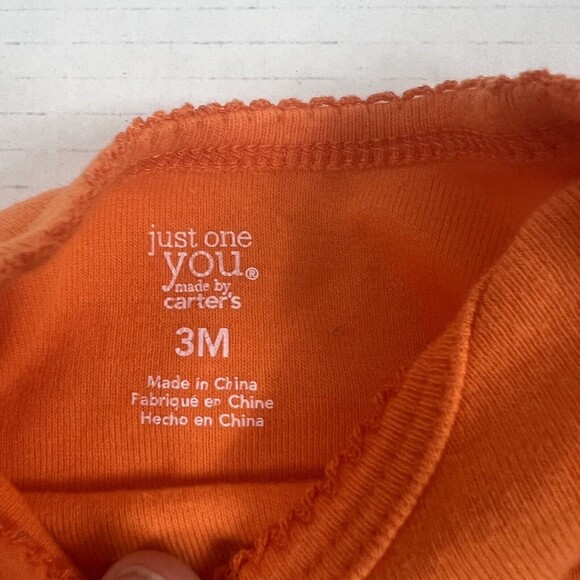 just one
you®
made by
carter's
3M
Made in China
Fabriqué en Chine
Hecho en China